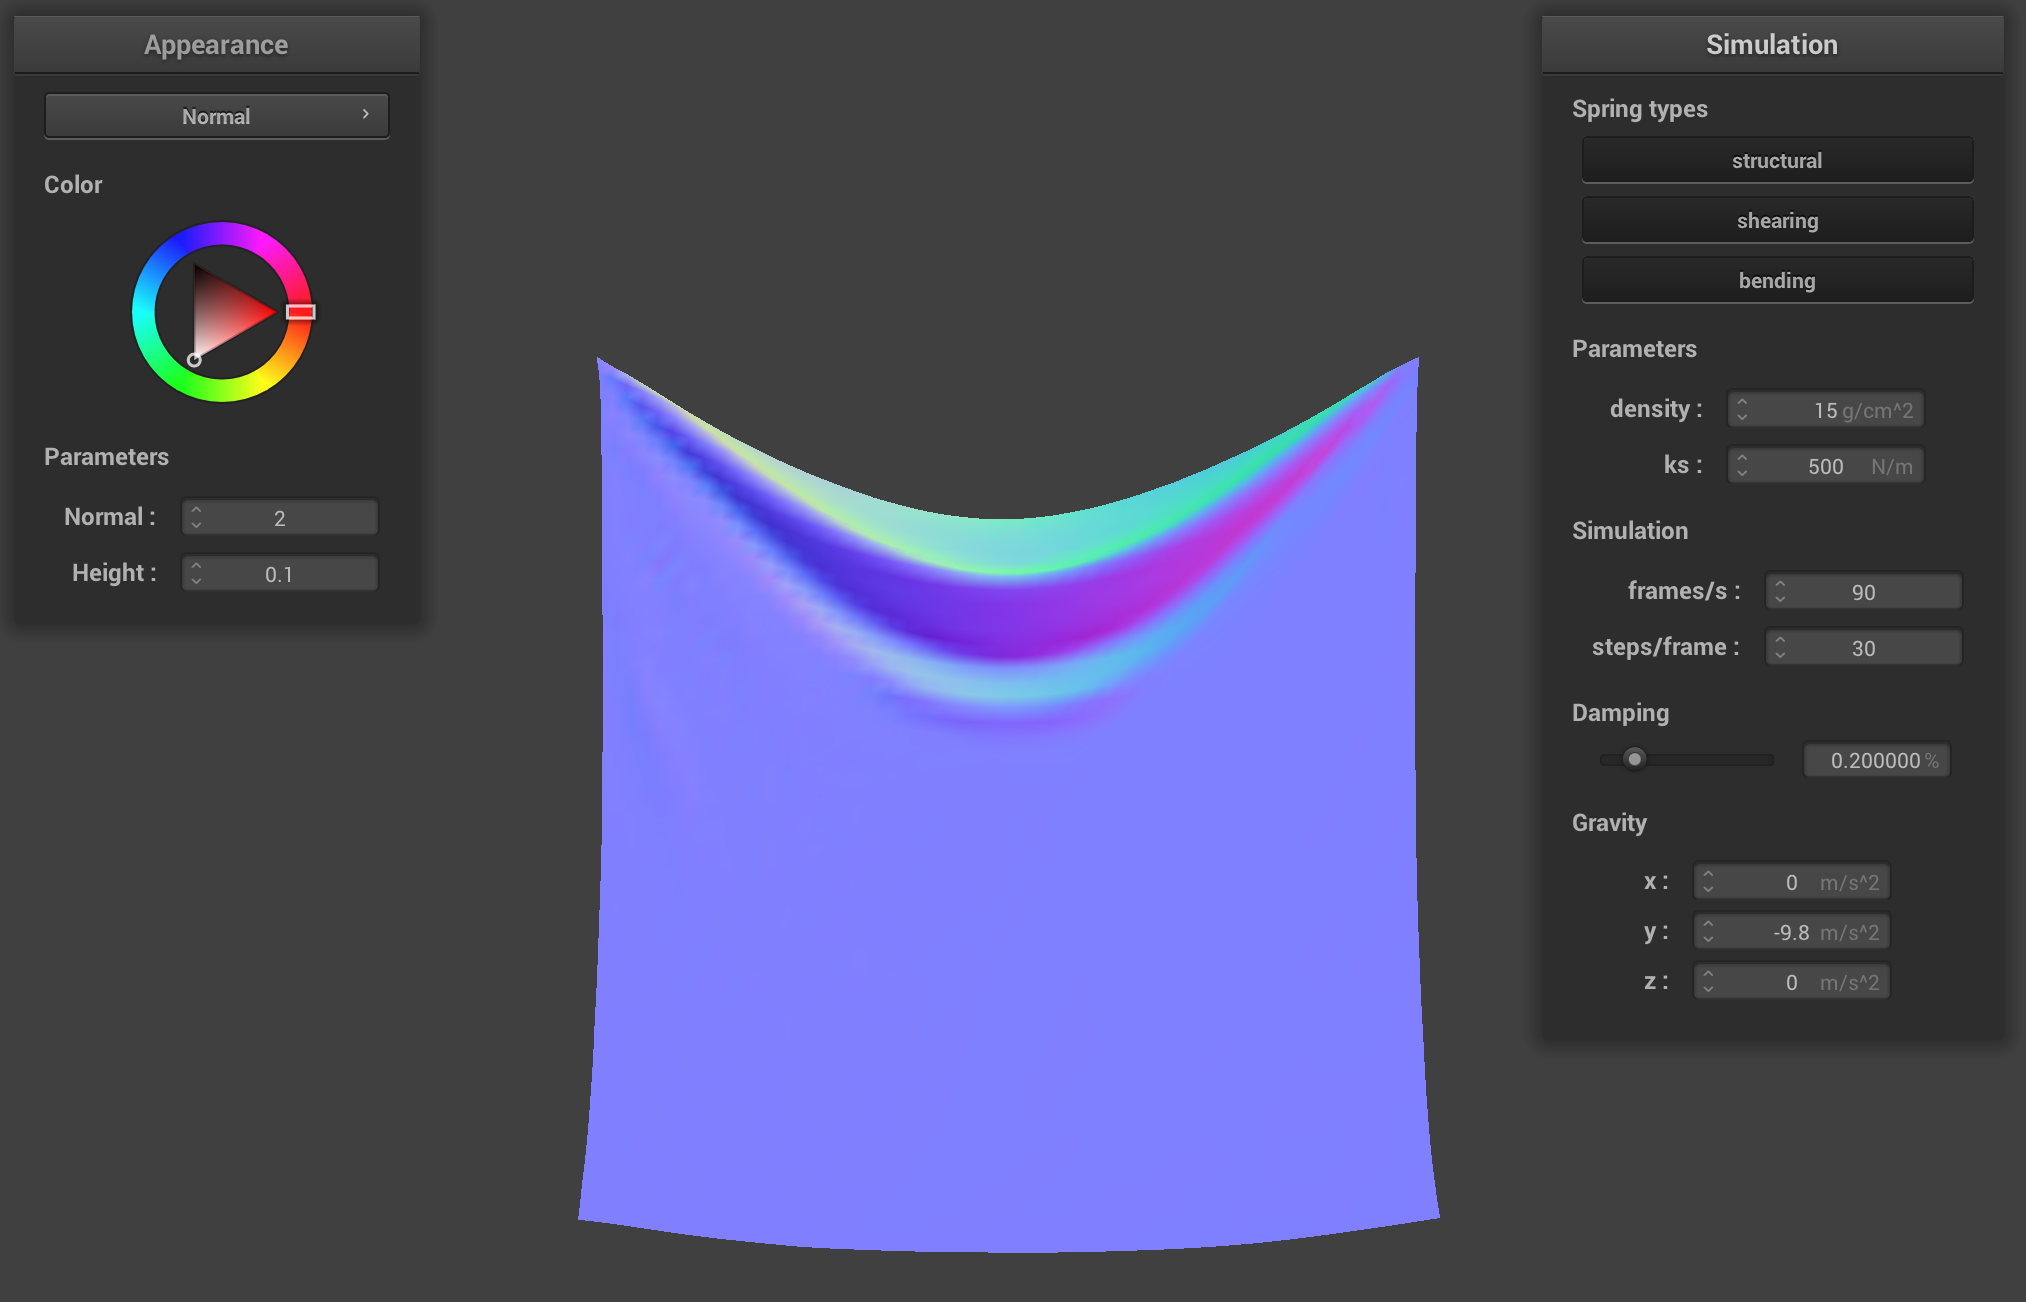 Appearance
Normal
Color
Parameters
Normal : 2
Height : 0.1
Simulation
Spring types
structural
shearing
bending
Parameters
density : 15 g/cm^2
ks : 500 N/m
Simulation
frames/s : 90
steps/frame : 30
Damping
0.200000 %
Gravity
x : 0 m/s^2
y : -9.8 m/s^2
z : 0 m/s^2